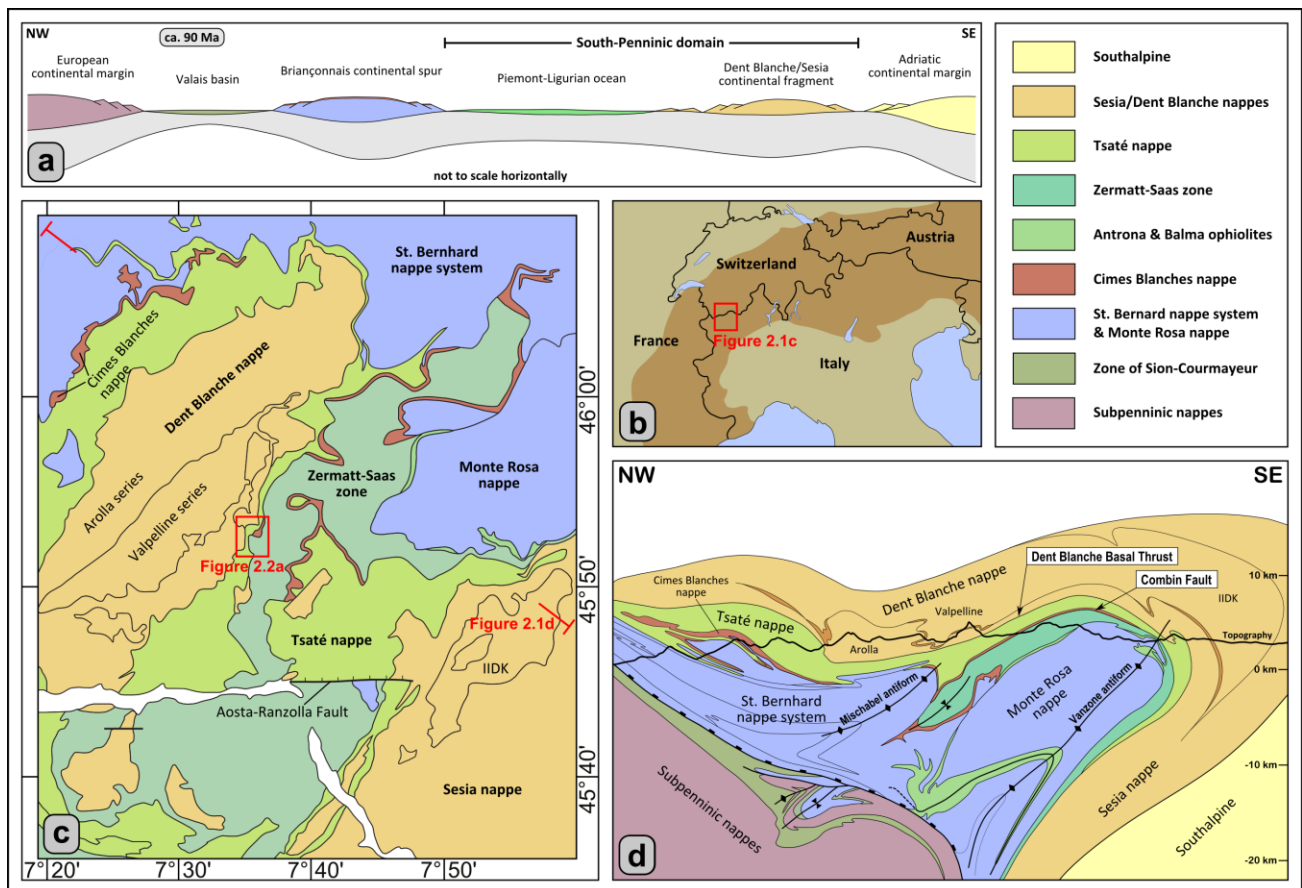 NW
ca. 90 Ma
South-Penninic domain
SE
European
continental margin
Valais basin
Briançonnais continental spur
Piemont-Ligurian ocean
Dent Blanche/Sesia
continental fragment
Adriatic
continental margin
a
not to scale horizontally
Southalpine
Sesia/Dent Blanche nappes
Tsaté nappe
Zermatt-Saas zone
Antrona & Balma ophiolites
Cimes Blanches nappe
St. Bernard nappe system
& Monte Rosa nappe
Zone of Sion-Courmayeur
Subpenninic nappes
St. Bernhard
nappe system
Cimes Blanches
nappe
Dent Blanche nappe
Arolla series
Valpelline series
Zermatt-Saas
zone
Monte Rosa
nappe
Figure 2.2a
Tsaté nappe
Figure 2.1d
IIDK
Aosta-Ranzolla Fault
Sesia nappe
c
46°00'
45°50'
45°40'
7°20'
7°30'
7°40'
7°50'
Switzerland
Austria
France
Figure 2.1c
Italy
b
NW
SE
Dent Blanche Basal Thrust
Combin Fault
Cimes Blanches
nappe
Tsaté nappe
Dent Blanche nappe
Valpelline
Arolla
IIDK
10 km
Topography
0 km
St. Bernhard
nappe system
Mischabel antiform
Monte Rosa
nappe
Vanzone antiform
-10 km
Subpenninic nappes
Sesia nappe
Southalpine
-20 km
d